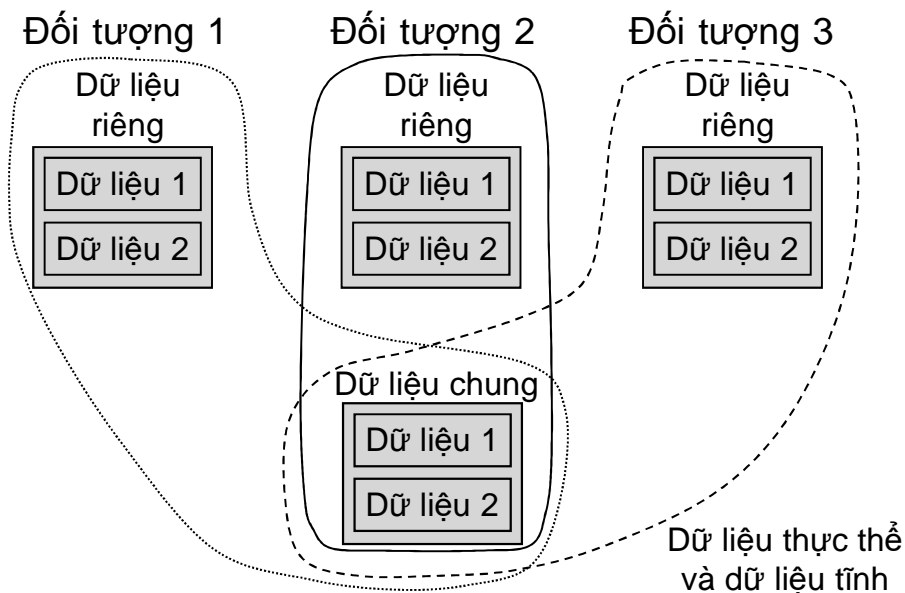 Đối tượng 1
Đối tượng 2
Đối tượng 3
Dữ liệu
riêng
Dữ liệu 1
Dữ liệu 2
Dữ liệu
riêng
Dữ liệu 1
Dữ liệu 2
Dữ liệu
riêng
Dữ liệu 1
Dữ liệu 2
Dữ liệu chung
Dữ liệu 1
Dữ liệu 2
Dữ liệu thực thể
và dữ liệu tĩnh